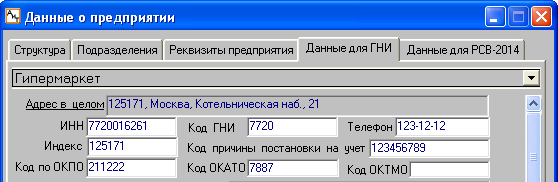 Данные о предприятии
Структура Подразделения Реквизиты предприятия Данные для ГНИ Данные для РСВ-2014
Гипермаркет
Адрес в целом 125171, Москва, Котельническая наб., 21
ИНН 7720016261 Код ГНИ 7720 Телефон 123-12-12
Индекс 125171 Код причины постановки на учет 123456789
Код по ОКПО 211222 Код ОКАТО 7887 Код ОКТМО